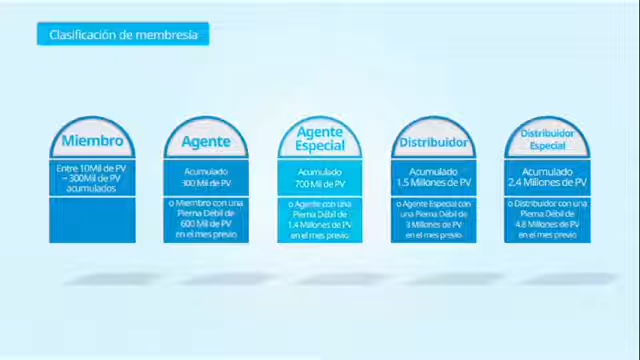 Clasificación de membresía
Miembro
Entre 10Mil de PV
~ 300Mil de PV
acumulados
Agente
Acumulado
300 Mil de PV
o Miembro con una
Pierna Débil de
600 Mil de PV
en el mes previo
Agente
Especial
Acumulado
700 Mil de PV
o Agente con una
Pierna Débil de
1.4 Millones de PV
en el mes previo
Distribuidor
Acumulado
1.5 Millones de PV
o Agente Especial con
una Pierna Débil de
3 Millones de PV
en el mes previo
Distribuidor
Especial
Acumulado
2.4 Millones de PV
o Distribuidor con una
Pierna Débil de
4.8 Millones de PV
en el mes previo